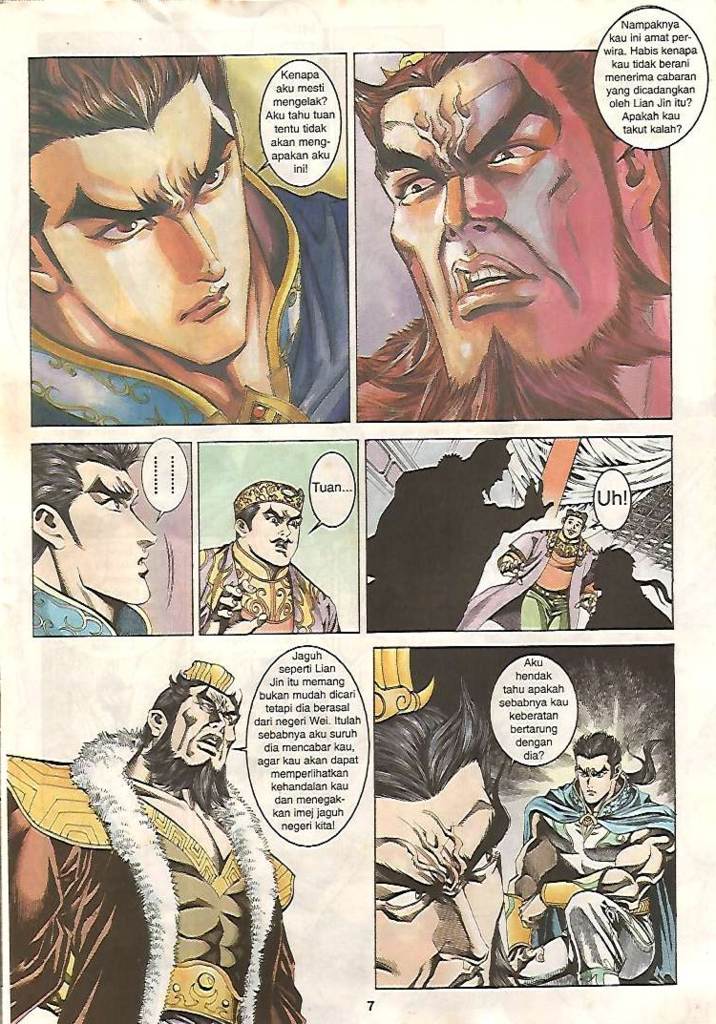 Kenapa
aku mesti
mengelak?
Aku tahu tuan
tentu tidak
akan meng-
apakan aku
ini!
Nampaknya
kau ini amat per-
wira. Habis kenapa
kau tidak berani
menerima cabaran
yang dicadangkan
oleh Lian Jin itu?
Apakah kau
takut kalah?
Tuan...
Uh!
Jaguh
seperti Lian
Jin itu memang
bukan mudah dicari
tetapi dia berasal
dari negeri Wei. Itulah
sebabnya aku suruh
dia mencabar kau,
agar kau akan dapat
memperlihatkan
kehandalan kau
dan menegak-
kan imej jaguh
negeri kita!
Aku
hendak
tahu apakah
sebabnya kau
keberatan
bertarung
dengan
dia?
7